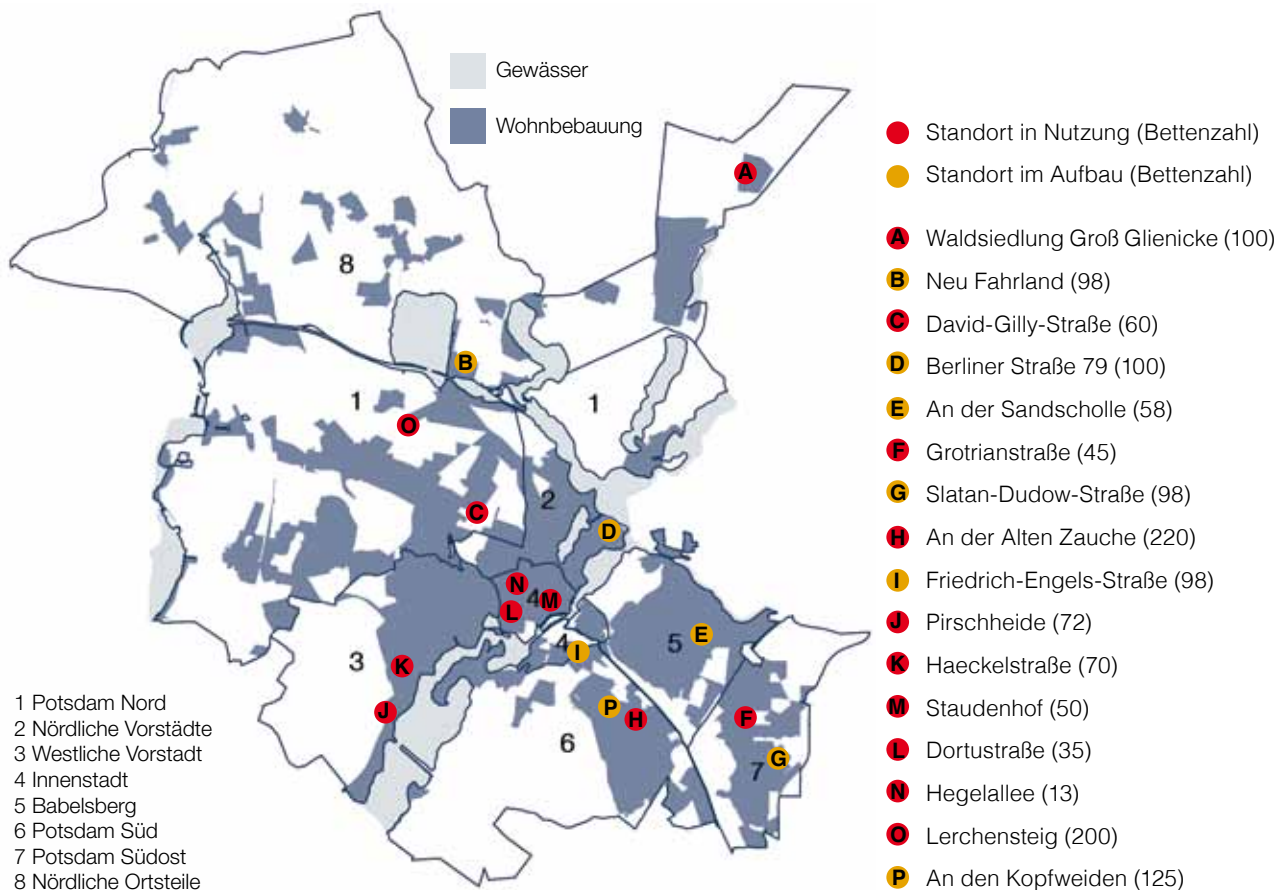 Gewässer
Wohnbebauung
Standort in Nutzung (Bettenzahl)
Standort im Aufbau (Bettenzahl)
A Waldsiedlung Groß Glienicke (100)
B Neu Fahrland (98)
C David-Gilly-Straße (60)
D Berliner Straße 79 (100)
E An der Sandscholle (58)
F Grotrianstraße (45)
G Slatan-Dudow-Straße (98)
H An der Alten Zauche (220)
I Friedrich-Engels-Straße (98)
J Pirschheide (72)
K Haeckelstraße (70)
M Staudenhof (50)
L Dortustraße (35)
N Hegelallee (13)
O Lerchensteig (200)
P An den Kopfweiden (125)
A
8
B
1
1
O
2
C
D
N
4
M
L
E
5
4
I
3
K
J
P
H
F
6
G
7
1 Potsdam Nord
2 Nördliche Vorstädte
3 Westliche Vorstadt
4 Innenstadt
5 Babelsberg
6 Potsdam Süd
7 Potsdam Südost
8 Nördliche Ortsteile